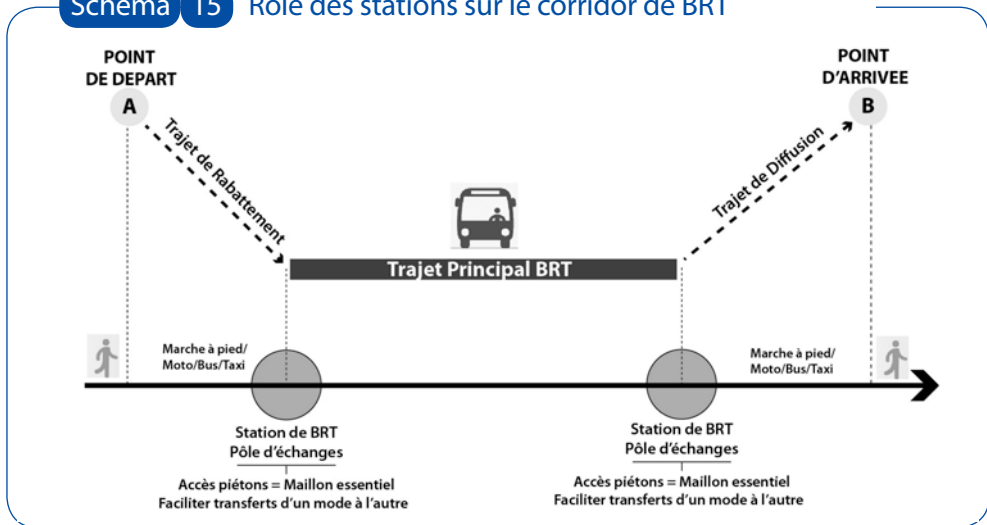 Schéma 15 Rôle des stations sur le corridor de BRT
POINT
DE DEPART
A
POINT
D'ARRIVEE
B
Trajet de Rabattement
Trajet de Diffusion
Trajet Principal BRT
Marche à pied/
Moto/Bus/Taxi
Marche à pied/
Moto/Bus/Taxi
Station de BRT
Pôle d'échanges
Accès piétons = Maillon essentiel
Faciliter transferts d'un mode à l'autre
Station de BRT
Pôle d'échanges
Accès piétons = Maillon essentiel
Faciliter transferts d'un mode à l'autre